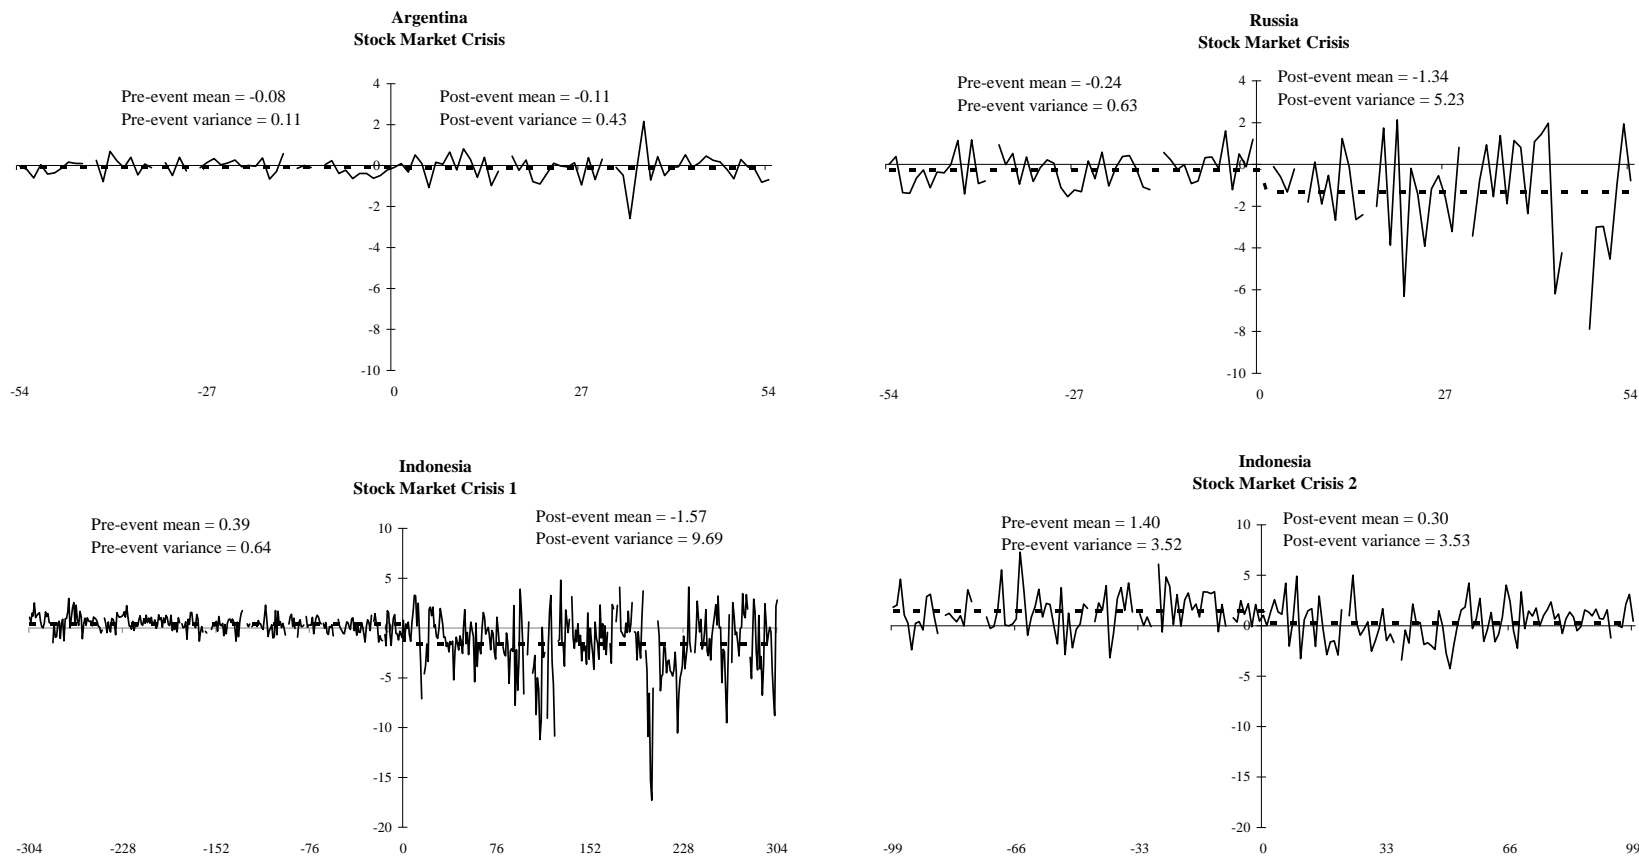 Argentina
Stock Market Crisis
Pre-event mean = -0.08
Pre-event variance = 0.11
Post-event mean = -0.11
Post-event variance = 0.43
4
2
0
-2
-4
-6
-8
-10
-54
-27
0
27
54
Russia
Stock Market Crisis
Pre-event mean = -0.24
Pre-event variance = 0.63
Post-event mean = -1.34
Post-event variance = 5.23
4
2
0
-2
-4
-6
-8
-10
-54
-27
0
27
54
Indonesia
Stock Market Crisis 1
Pre-event mean = 0.39
Pre-event variance = 0.64
Post-event mean = -1.57
Post-event variance = 9.69
10
5
0
-5
-10
-15
-20
-304
-228
-152
-76
0
76
152
228
304
Indonesia
Stock Market Crisis 2
Pre-event mean = 1.40
Pre-event variance = 3.52
Post-event mean = 0.30
Post-event variance = 3.53
10
5
0
-5
-10
-15
-20
-99
-66
-33
0
33
66
99